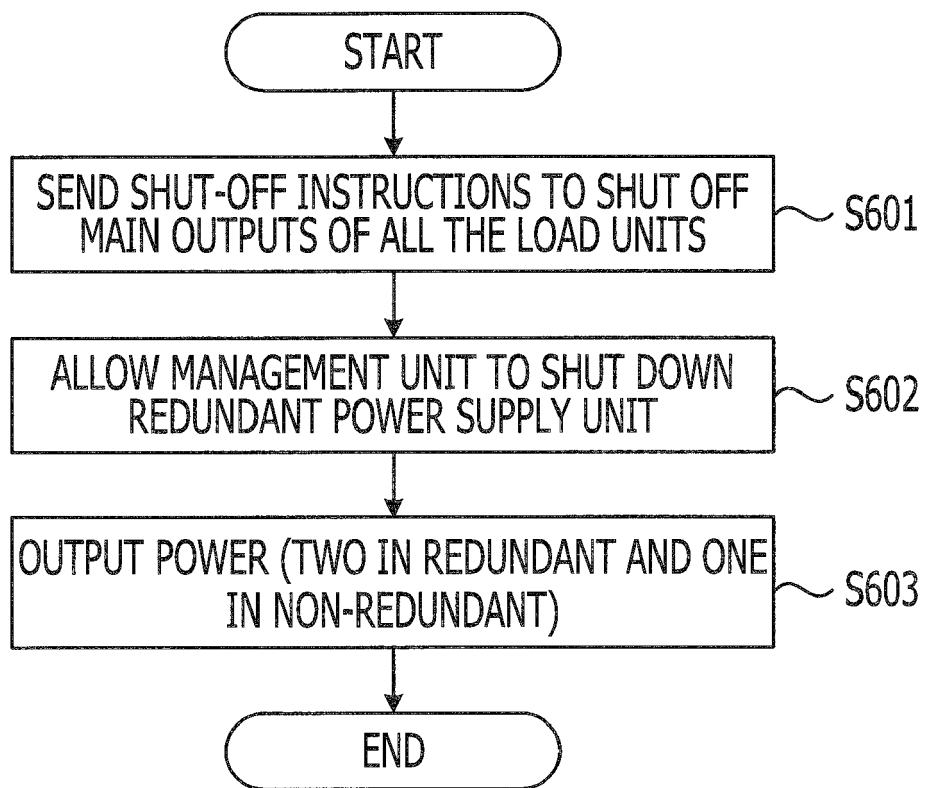 START
SEND SHUT-OFF INSTRUCTIONS TO SHUT OFF
MAIN OUTPUTS OF ALL THE LOAD UNITS
S601
ALLOW MANAGEMENT UNIT TO SHUT DOWN
REDUNDANT POWER SUPPLY UNIT
S602
OUTPUT POWER (TWO IN REDUNDANT AND ONE
IN NON-REDUNDANT)
S603
END